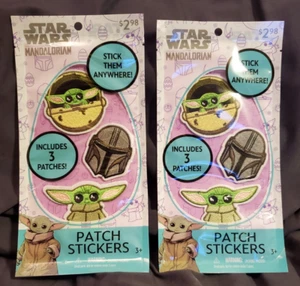 STAR
WARS
THE
MANDALORIAN
$2.98
STICK
THEM
ANYWHERE!
INCLUDES
3
PATCHES!
PATCH
STICKERS
3+
STAR
WARS
THE
MANDALORIAN
$2.98
STICK
THEM
ANYWHERE!
INCLUDES
3
PATCHES!
PATCH
STICKERS
3+